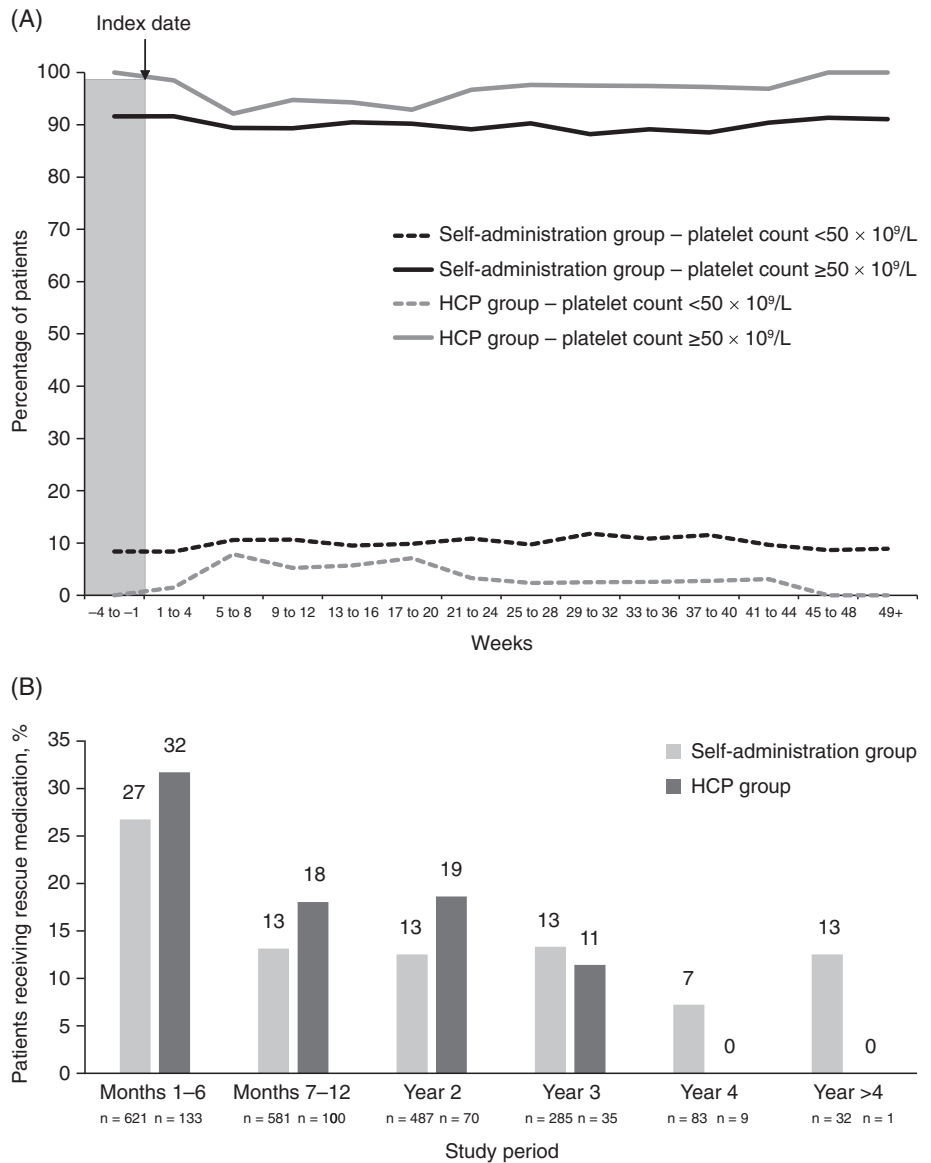 (A)
Index date
100
90
80
70
60
50
40
30
20
10
0
Percentage of patients
Self-administration group – platelet count <50 × 10⁹/L
Self-administration group – platelet count ≥50 × 10⁹/L
HCP group – platelet count <50 × 10⁹/L
HCP group – platelet count ≥50 × 10⁹/L
–4 to –1 1 to 4 5 to 8 9 to 12 13 to 16 17 to 20 21 to 24 25 to 28 29 to 32 33 to 36 37 to 40 41 to 44 45 to 48 49+
Weeks
(B)
35
30
25
20
15
10
5
0
Patients receiving rescue medication, %
Self-administration group
HCP group
27 32 13 18 13 19 13 11 7 0 13 0
Months 1–6 Months 7–12 Year 2 Year 3 Year 4 Year >4
n = 621 n = 133 n = 581 n = 100 n = 487 n = 70 n = 285 n = 35 n = 83 n = 9 n = 32 n = 1
Study period